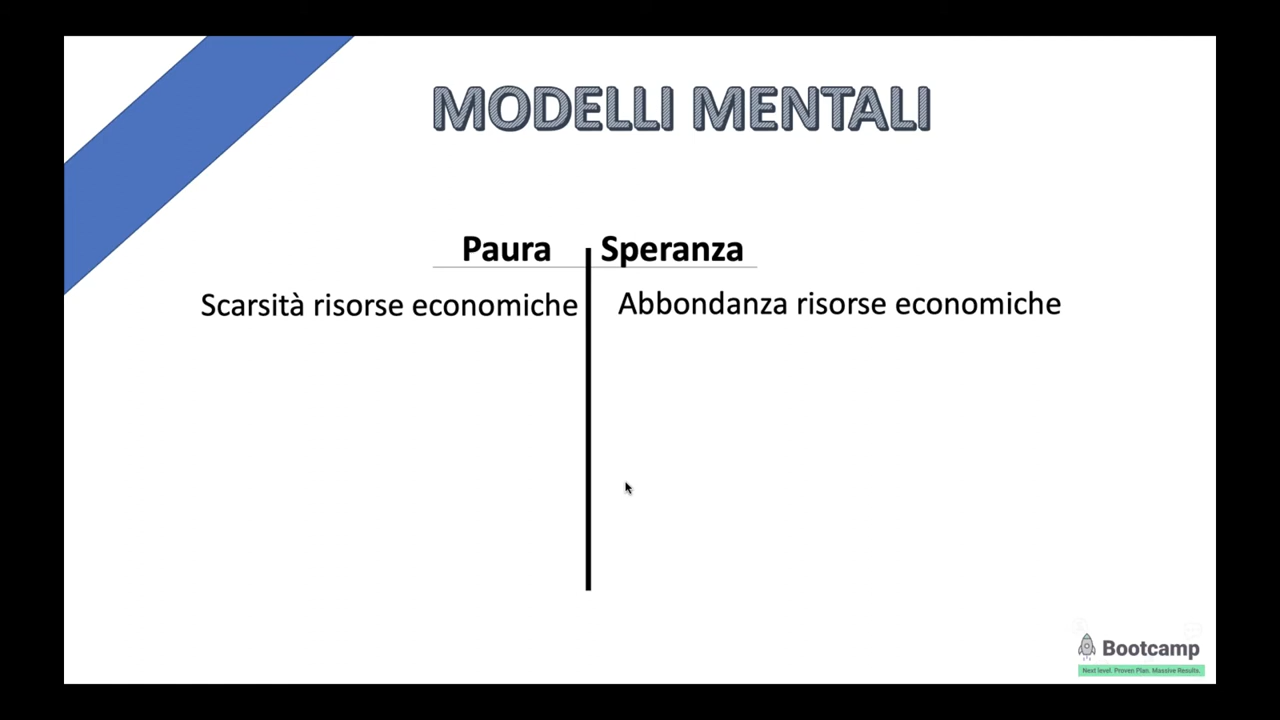 MODELLI MENTALI
Paura
Speranza
Scarsità risorse economiche
Abbondanza risorse economiche
Bootcamp
Next level. Proven Plan. Massive Results.